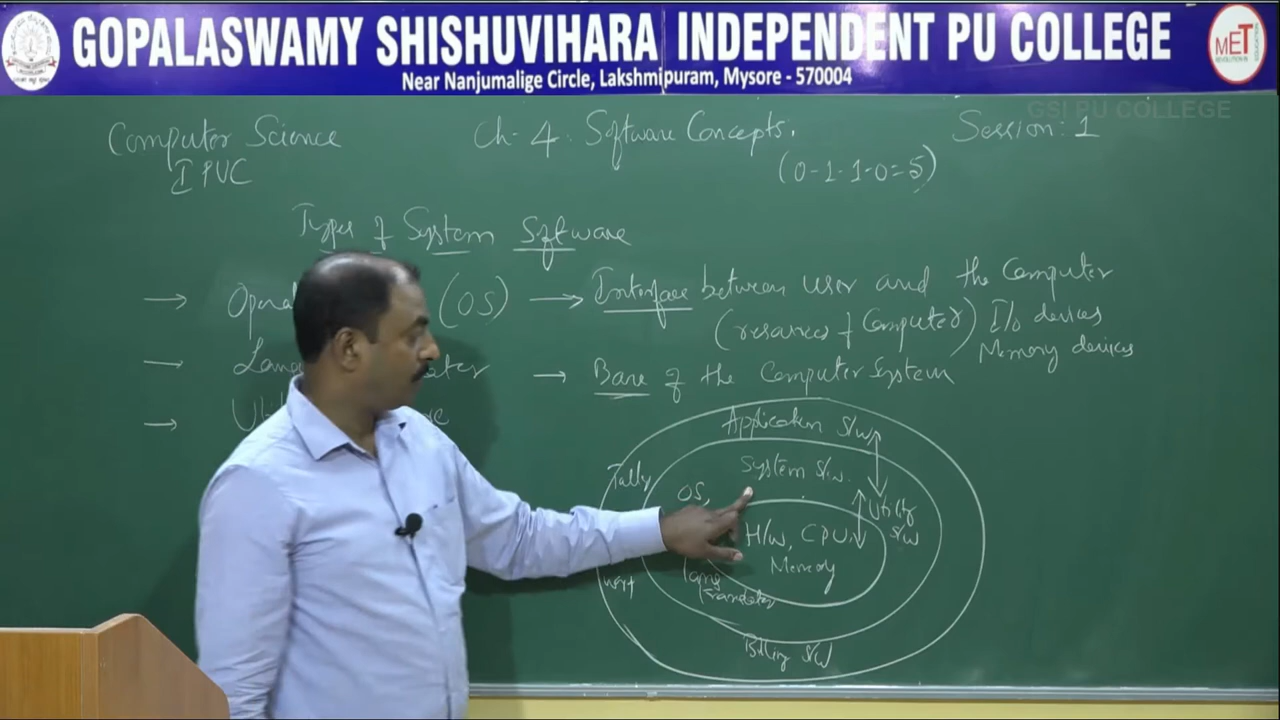 GOPALASWAMY SHISHUVIHARA INDEPENDENT PU COLLEGE
Near Nanjumalige Circle, Lakshmipuram, Mysore - 570004
MET
GSI PU COLLEGE
Computer Science
I PUC
Ch-4. Software Concepts.
(0-1-1-1-0=5)
Session: 1
Types of System Software
→ (OS) → Interface between user and the Computer
(resources of Computer) I/o devices
Memory devices
→ → Base of the Computer System
→
Application S/w
System S/w.
Tally
OS,
Utility
S/w
H/w, CPU.
Memory
lang
Translator
Billing S/w